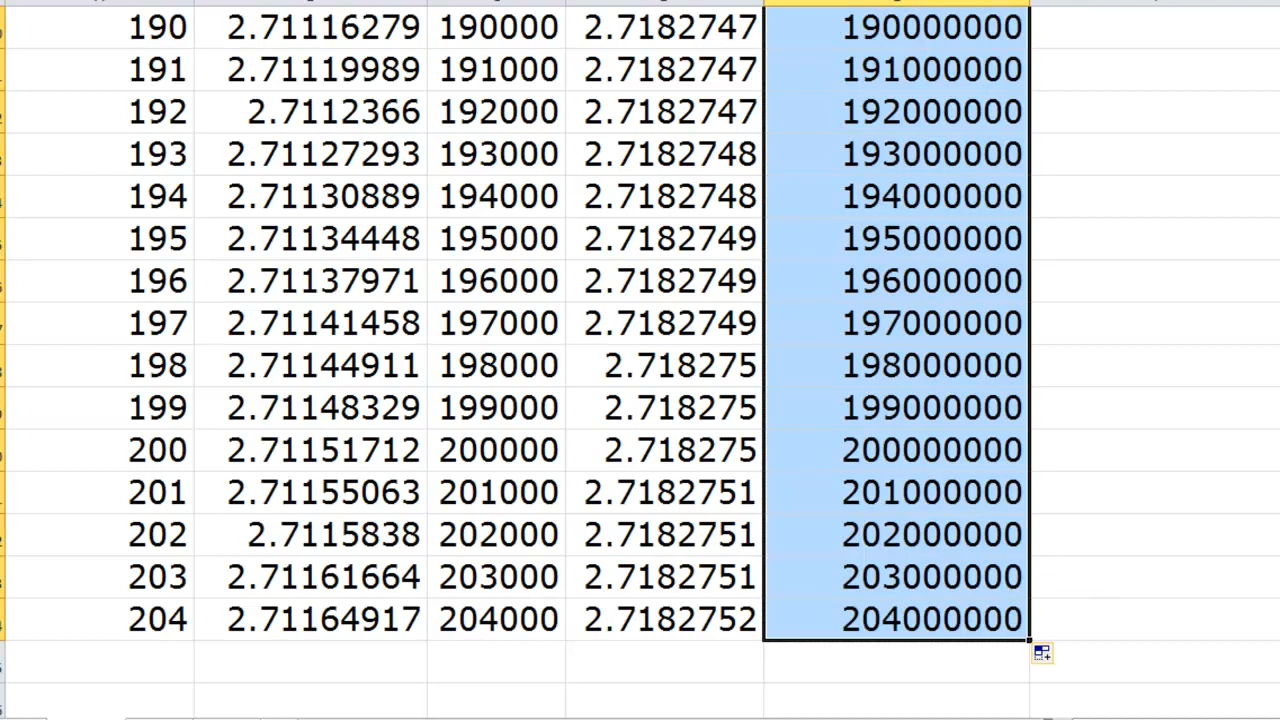 190 2.71116279 190000 2.7182747 190000000
191 2.71119989 191000 2.7182747 191000000
192 2.7112366 192000 2.7182747 192000000
193 2.71127293 193000 2.7182748 193000000
194 2.71130889 194000 2.7182748 194000000
195 2.71134448 195000 2.7182749 195000000
196 2.71137971 196000 2.7182749 196000000
197 2.71141458 197000 2.7182749 197000000
198 2.71144911 198000 2.718275 198000000
199 2.71148329 199000 2.718275 199000000
200 2.71151712 200000 2.718275 200000000
201 2.71155063 201000 2.7182751 201000000
202 2.7115838 202000 2.7182751 202000000
203 2.71161664 203000 2.7182751 203000000
204 2.71164917 204000 2.7182752 204000000